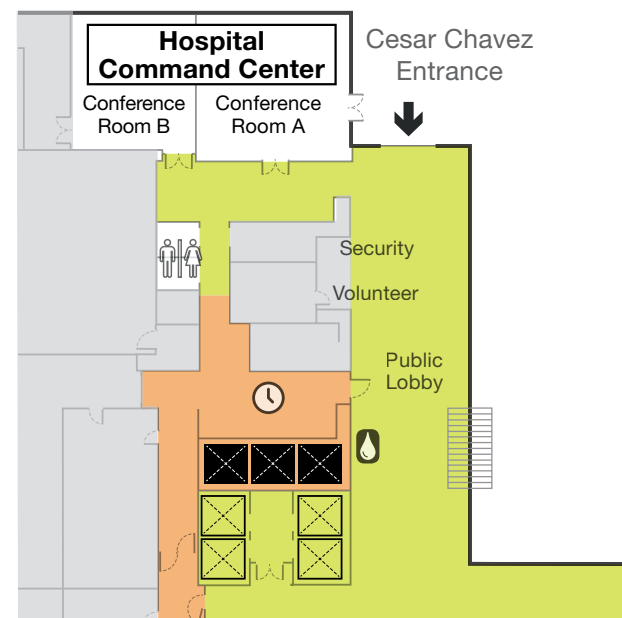 Hospital
Command Center
Cesar Chavez
Entrance
Conference
Room B
Conference
Room A
Security
Volunteer
Public
Lobby